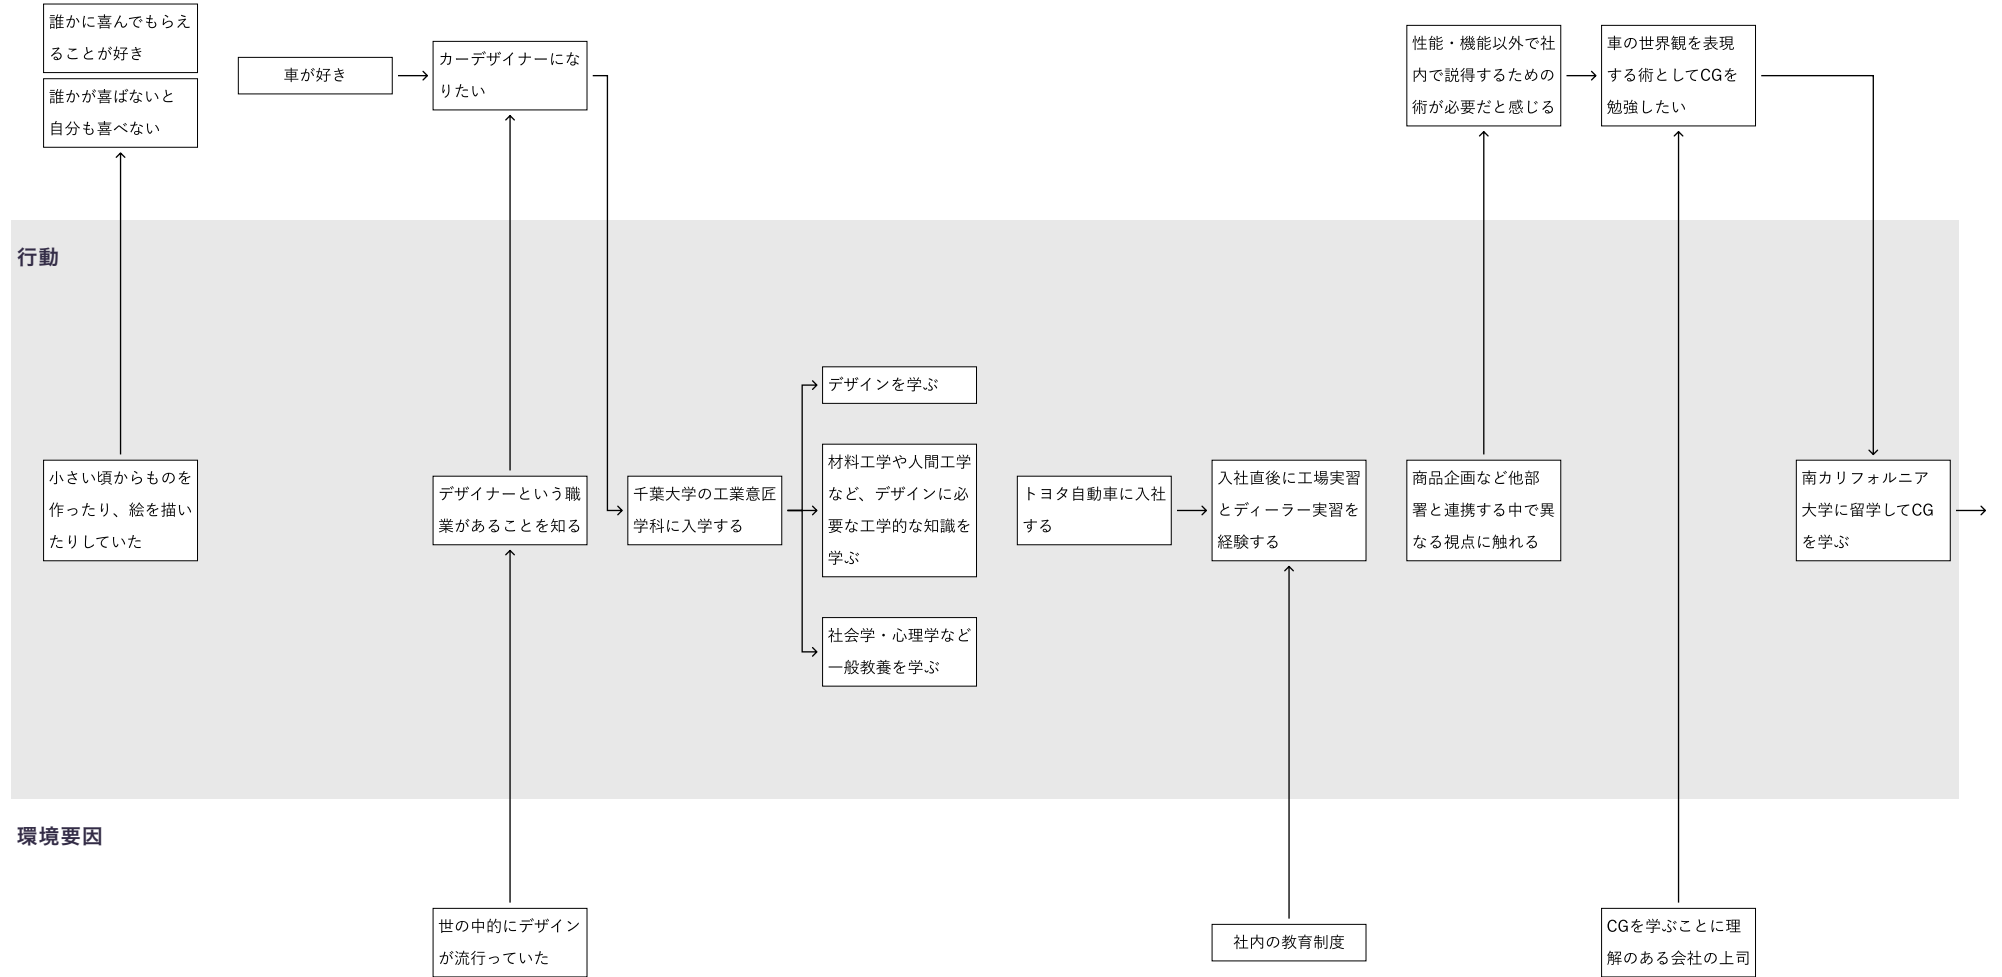 誰かに喜んでもらえ
ることが好き
誰かが喜ばないと
自分も喜べない
車が好き
カーデザイナーにな
りたい
性能・機能以外で社
内で説得するための
術が必要だと感じる
車の世界観を表現
する術としてCGを
勉強したい
行動
小さい頃からものを
作ったり、絵を描い
たりしていた
デザイナーという職
業があることを知る
千葉大学の工業意匠
学科に入学する
デザインを学ぶ
材料工学や人間工学
など、デザインに必
要な工学的な知識を
学ぶ
社会学・心理学など
一般教養を学ぶ
トヨタ自動車に入社
する
入社直後に工場実習
とディーラー実習を
経験する
商品企画など他部
署と連携する中で異
なる視点に触れる
南カリフォルニア
大学に留学してCG
を学ぶ
環境要因
世の中的にデザイン
が流行っていた
社内の教育制度
CGを学ぶことに理
解のある会社の上司